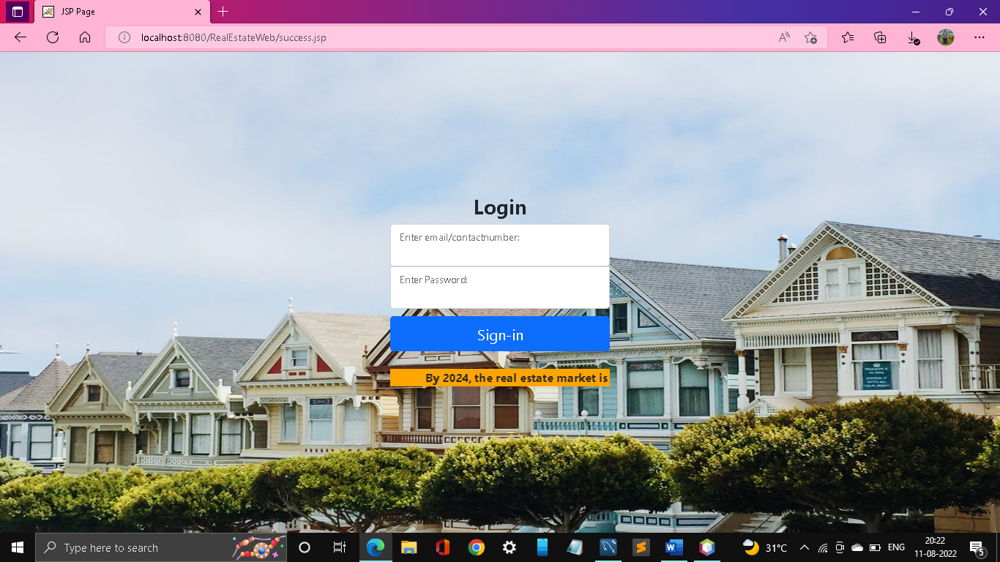 JSP Page
localhost:8080/RealEstateWeb/success.jsp
Login
Enter email/contactnumber:
Enter Password:
Sign-in
By 2024, the real estate market is
Type here to search
31°C
ENG
20:22
11-08-2022
5